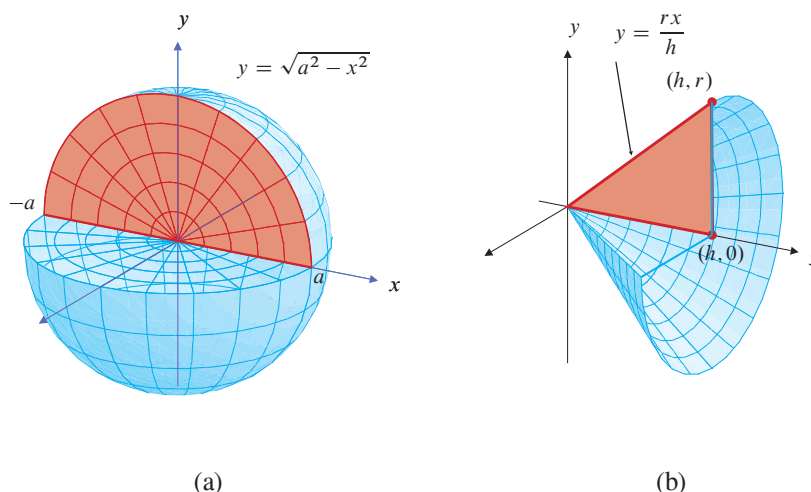 y
y = √(a² − x²)
−a
a
x
(a)
y
y = rx/h
(h, r)
(h, 0)
(b)